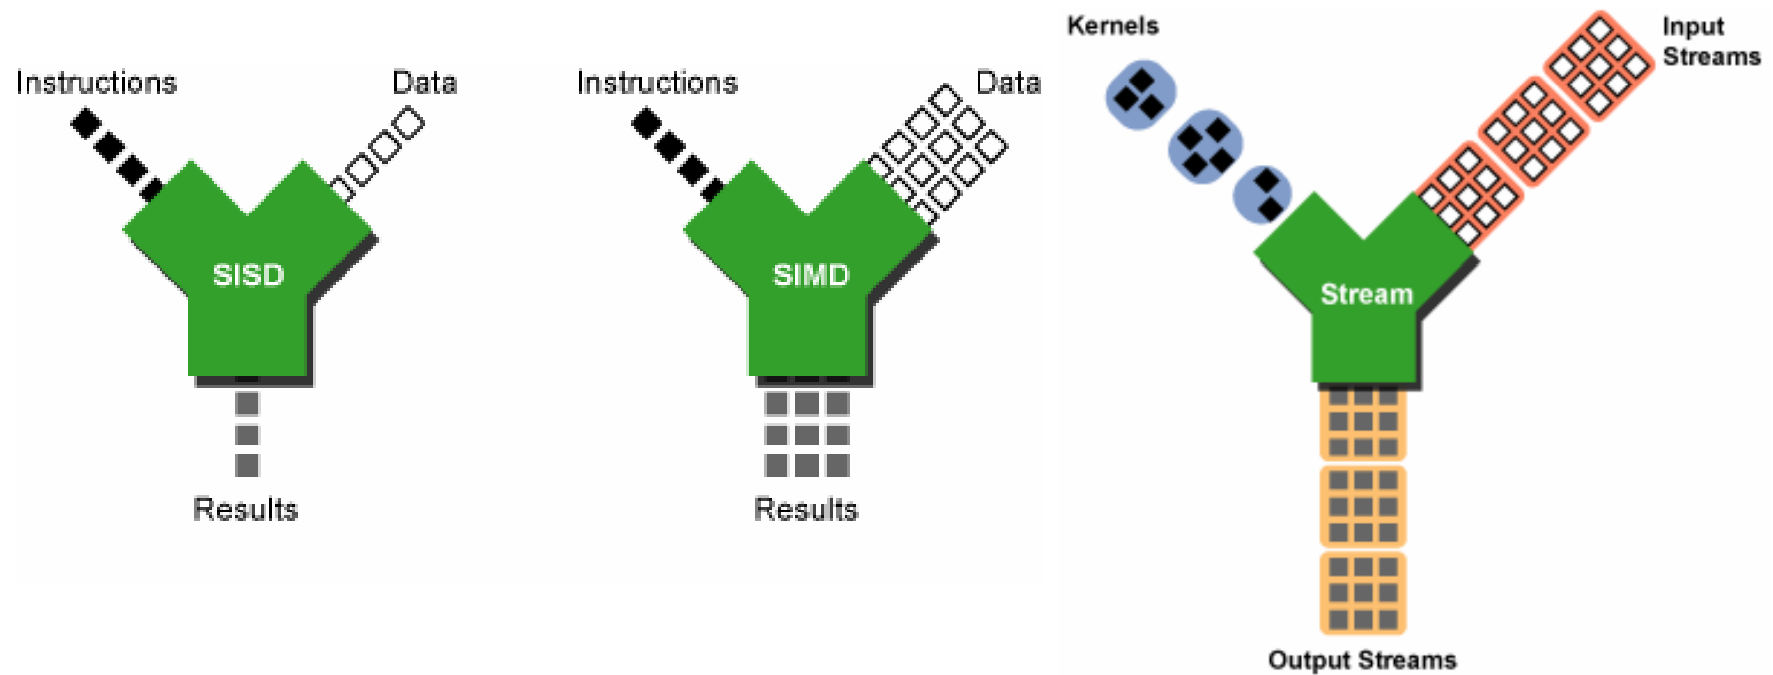 Instructions
Data
SISD
Results
Instructions
Data
SIMD
Results
Kernels
Input
Streams
Stream
Output Streams